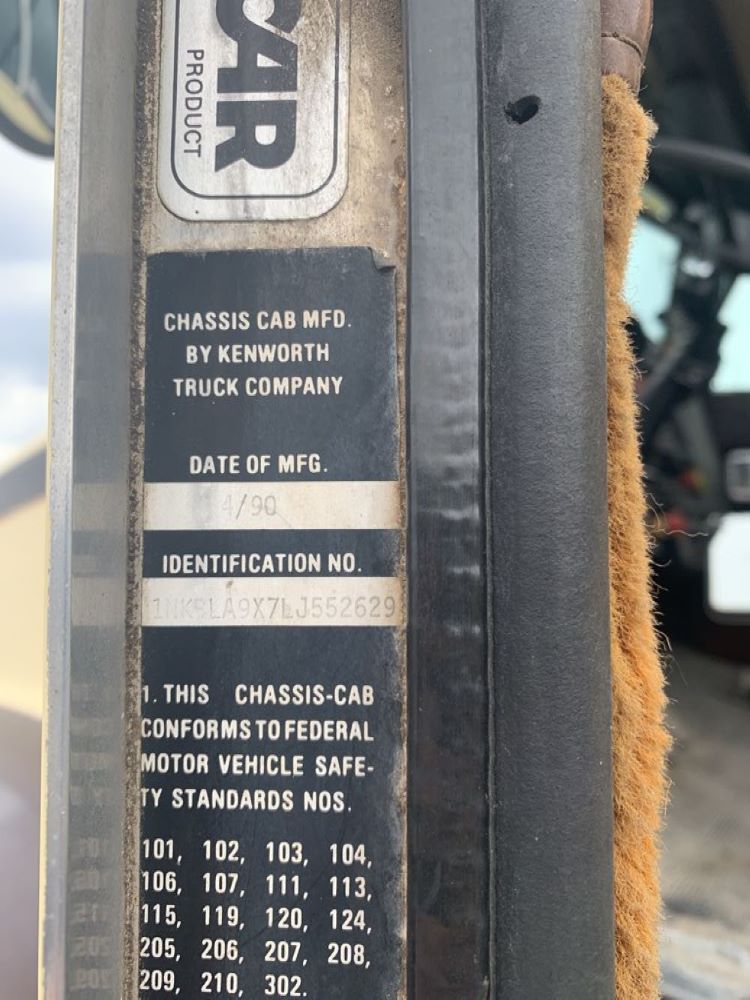 CAR
PRODUCT
CHASSIS CAB MFD.
BY KENWORTH
TRUCK COMPANY
DATE OF MFG.
4/90
IDENTIFICATION NO.
1. THIS CHASSIS-CAB
CONFORMS TO FEDERAL
MOTOR VEHICLE SAFE-
TY STANDARDS NOS.
101, 102, 103, 104,
106, 107, 111, 113,
115, 119, 120, 124,
205, 206, 207, 208,
209, 210, 302.